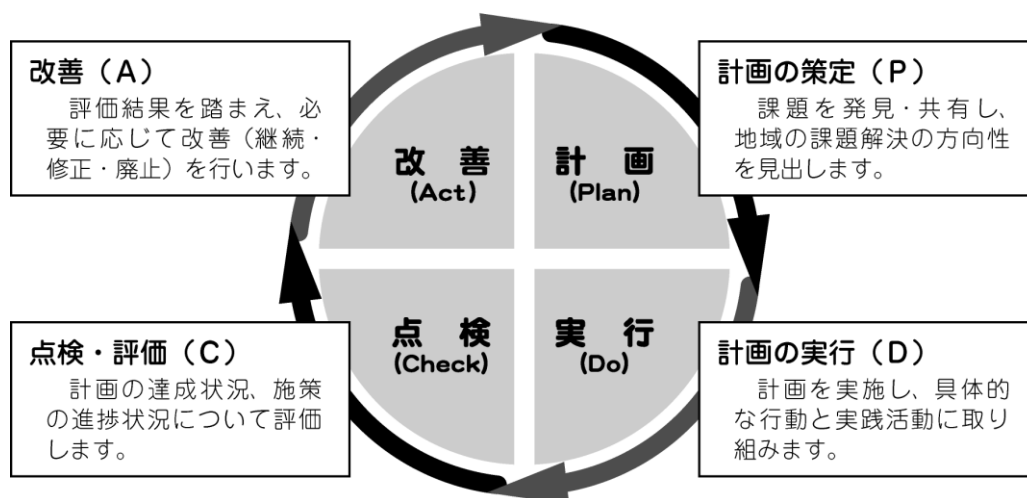 改善（A）
評価結果を踏まえ、必
要に応じて改善（継続・
修正・廃止）を行います。
計画の策定（P）
課題を発見・共有し、
地域の課題解決の方向性
を見出します。
改 善
(Act)
計 画
(Plan)
点 検
(Check)
実 行
(Do)
点検・評価（C）
計画の達成状況、施策
の進捗状況について評価
します。
計画の実行（D）
計画を実施し、具体的
な行動と実践活動に取り
組みます。